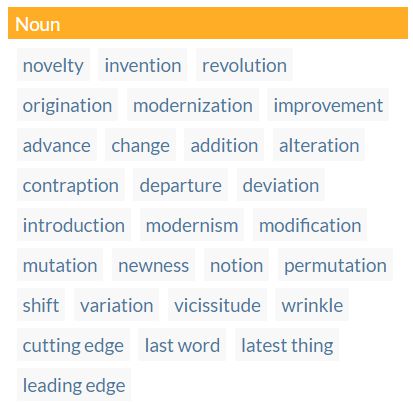 Noun
novelty invention revolution
origination modernization improvement
advance change addition alteration
contraption departure deviation
introduction modernism modification
mutation newness notion permutation
shift variation vicissitude wrinkle
cutting edge last word latest thing
leading edge